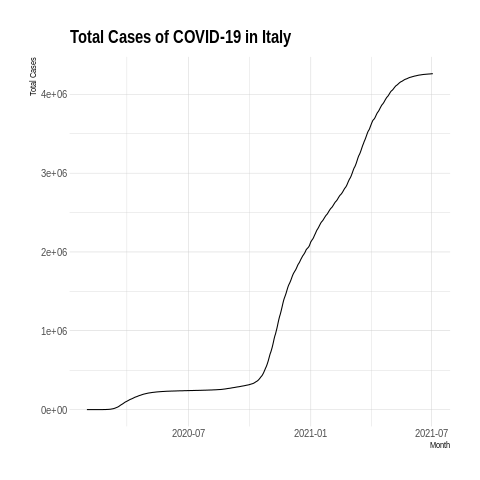 Total Cases of COVID-19 in Italy
Total Cases
4e+06
3e+06
2e+06
1e+06
0e+00
2020-07 2021-01 2021-07
Month